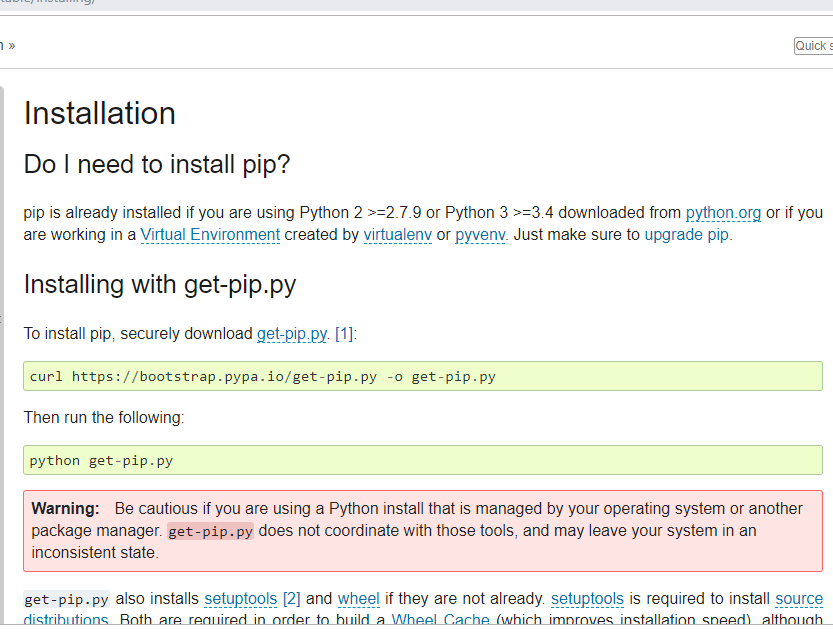 »
Quick s
Installation
Do I need to install pip?
pip is already installed if you are using Python 2 >=2.7.9 or Python 3 >=3.4 downloaded from python.org or if you
are working in a Virtual Environment created by virtualenv or pyvenv. Just make sure to upgrade pip.
Installing with get-pip.py
To install pip, securely download get-pip.py. [1]:
curl https://bootstrap.pypa.io/get-pip.py -o get-pip.py
Then run the following:
python get-pip.py
Warning: Be cautious if you are using a Python install that is managed by your operating system or another
package manager. get-pip.py does not coordinate with those tools, and may leave your system in an
inconsistent state.
get-pip.py also installs setuptools [2] and wheel if they are not already. setuptools is required to install source
distributions. Both are required in order to build a Wheel Cache (which improves installation speed), although